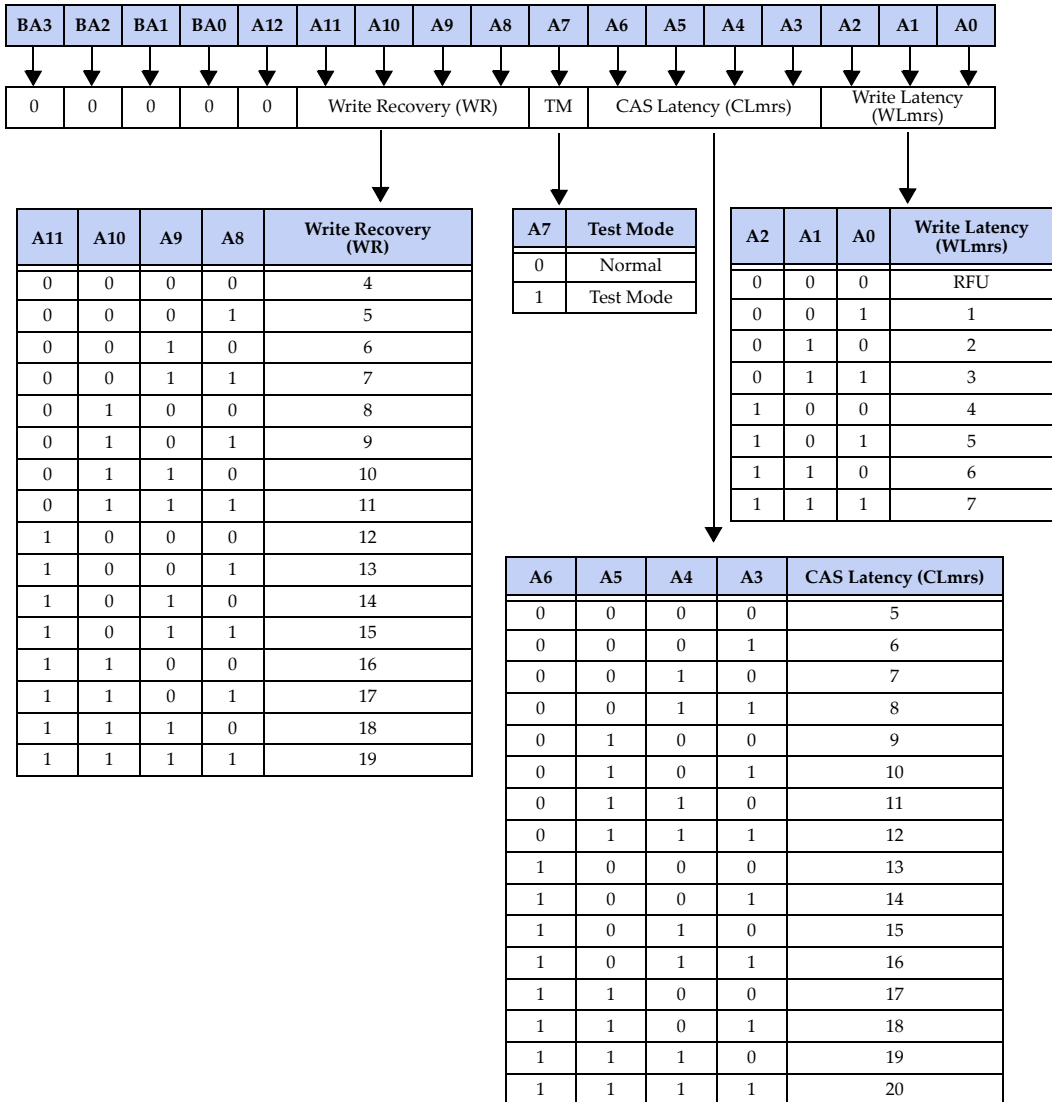 BA3 BA2 BA1 BA0 A12 A11 A10 A9 A8 A7 A6 A5 A4 A3 A2 A1 A0
0 0 0 0 0 Write Recovery (WR) TM CAS Latency (CLmrs) Write Latency
(WLmrs)
A11 A10 A9 A8 Write Recovery
(WR)
0 0 0 0 4
0 0 0 1 5
0 0 1 0 6
0 0 1 1 7
0 1 0 0 8
0 1 0 1 9
0 1 1 0 10
0 1 1 1 11
1 0 0 0 12
1 0 0 1 13
1 0 1 0 14
1 0 1 1 15
1 1 0 0 16
1 1 0 1 17
1 1 1 0 18
1 1 1 1 19
A7 Test Mode
0 Normal
1 Test Mode
A2 A1 A0 Write Latency
(WLmrs)
0 0 0 RFU
0 0 1 1
0 1 0 2
0 1 1 3
1 0 0 4
1 0 1 5
1 1 0 6
1 1 1 7
A6 A5 A4 A3 CAS Latency (CLmrs)
0 0 0 0 5
0 0 0 1 6
0 0 1 0 7
0 0 1 1 8
0 1 0 0 9
0 1 0 1 10
0 1 1 0 11
0 1 1 1 12
1 0 0 0 13
1 0 0 1 14
1 0 1 0 15
1 0 1 1 16
1 1 0 0 17
1 1 0 1 18
1 1 1 0 19
1 1 1 1 20